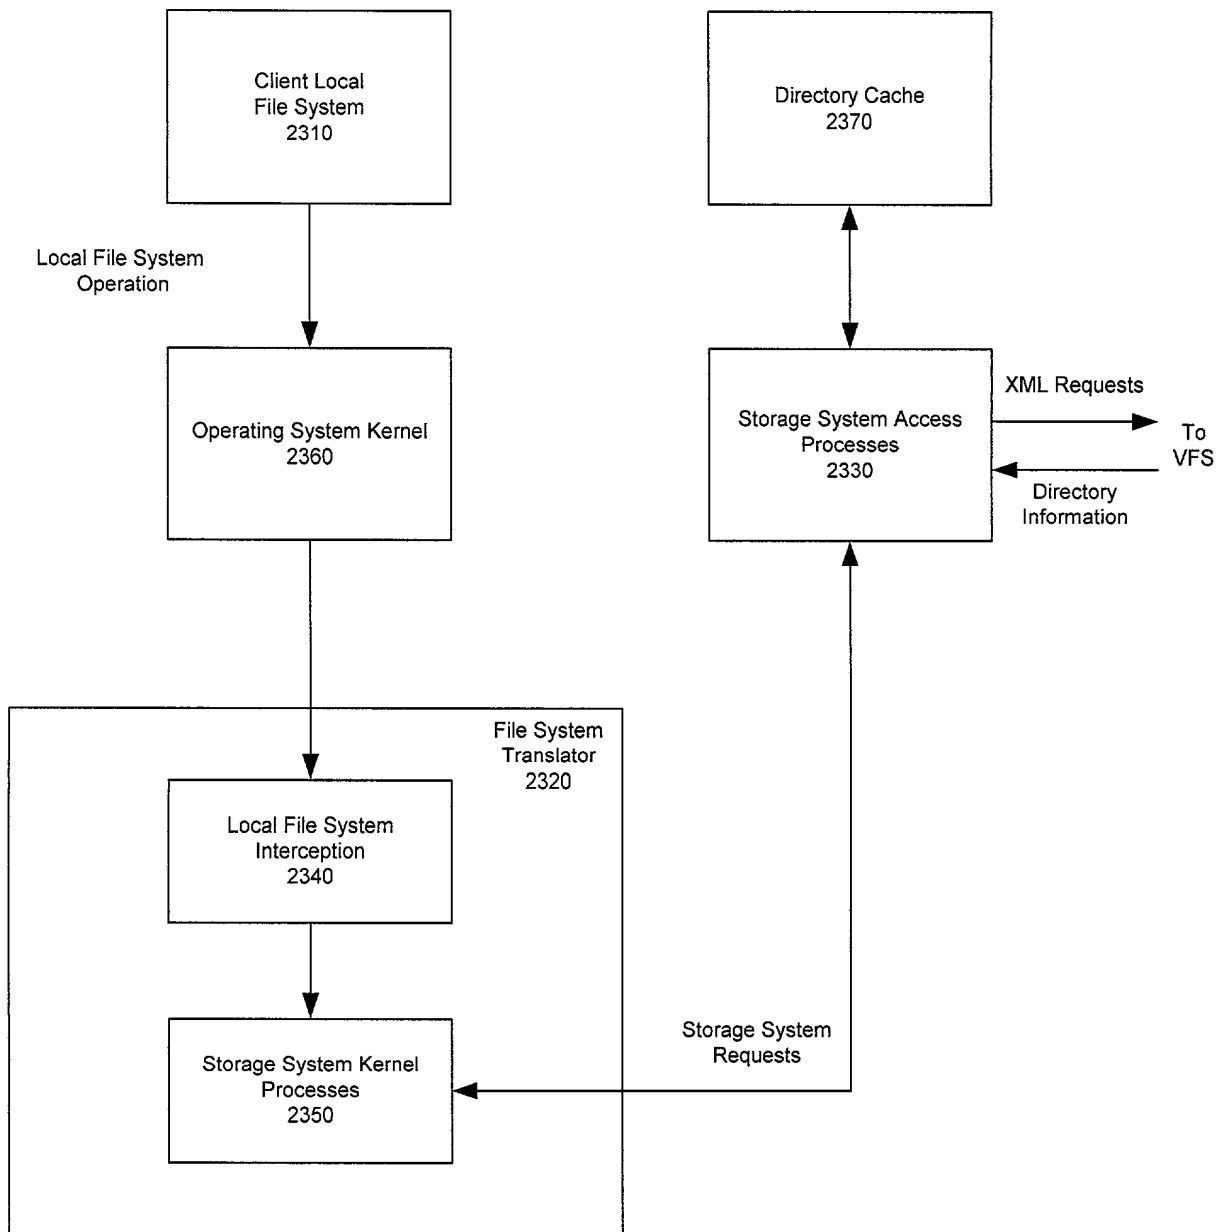 Client Local
File System
2310
Directory Cache
2370
Local File System
Operation
Operating System Kernel
2360
Storage System Access
Processes
2330
XML Requests
To
VFS
Directory
Information
File System
Translator
2320
Local File System
Interception
2340
Storage System Kernel
Processes
2350
Storage System
Requests